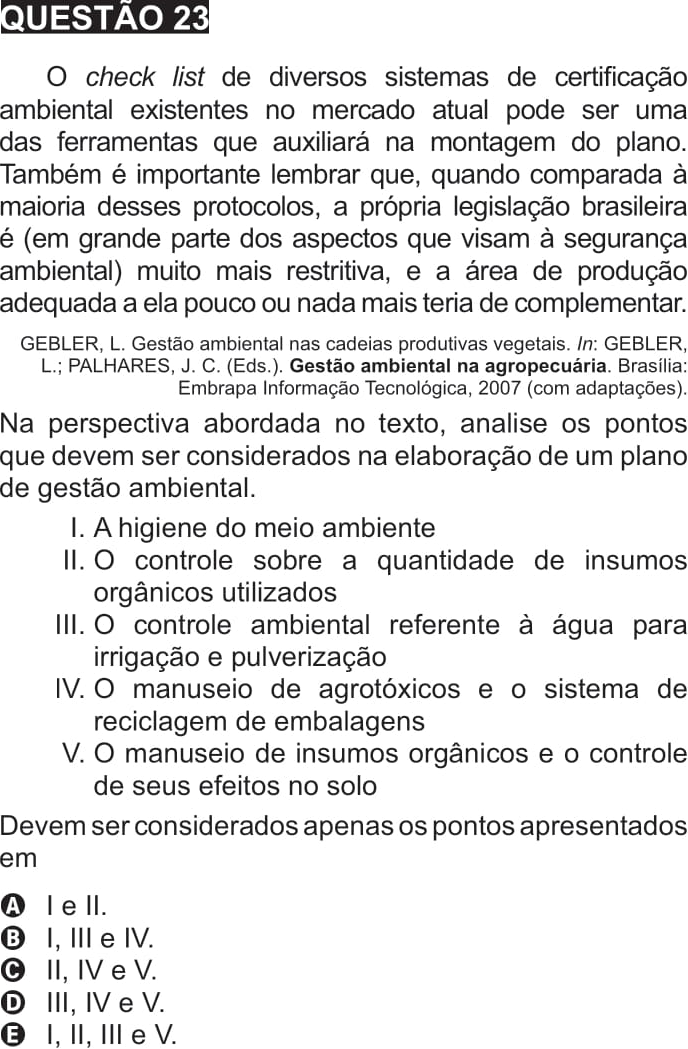 QUESTÃO 23
O check list de diversos sistemas de certificação
ambiental existentes no mercado atual pode ser uma
das ferramentas que auxiliará na montagem do plano.
Também é importante lembrar que, quando comparada à
maioria desses protocolos, a própria legislação brasileira
é (em grande parte dos aspectos que visam à segurança
ambiental) muito mais restritiva, e a área de produção
adequada a ela pouco ou nada mais teria de complementar.
GEBLER, L. Gestão ambiental nas cadeias produtivas vegetais. In: GEBLER,
L.; PALHARES, J. C. (Eds.). Gestão ambiental na agropecuária. Brasília:
Embrapa Informação Tecnológica, 2007 (com adaptações).
Na perspectiva abordada no texto, analise os pontos
que devem ser considerados na elaboração de um plano
de gestão ambiental.
I. A higiene do meio ambiente
II. O controle sobre a quantidade de insumos
orgânicos utilizados
III. O controle ambiental referente à água para
irrigação e pulverização
IV. O manuseio de agrotóxicos e o sistema de
reciclagem de embalagens
V. O manuseio de insumos orgânicos e o controle
de seus efeitos no solo
Devem ser considerados apenas os pontos apresentados
em
A I e II.
B I, III e IV.
C II, IV e V.
D III, IV e V.
E I, II, III e V.